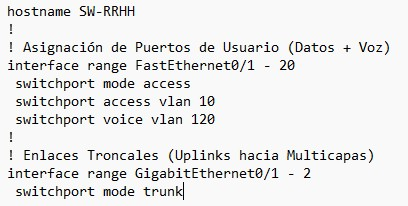 hostname SW-RRHH
!
! Asignación de Puertos de Usuario (Datos + Voz)
interface range FastEthernet0/1 - 20
 switchport mode access
 switchport access vlan 10
 switchport voice vlan 120
!
! Enlaces Troncales (Uplinks hacia Multicapas)
interface range GigabitEthernet0/1 - 2
 switchport mode trunk